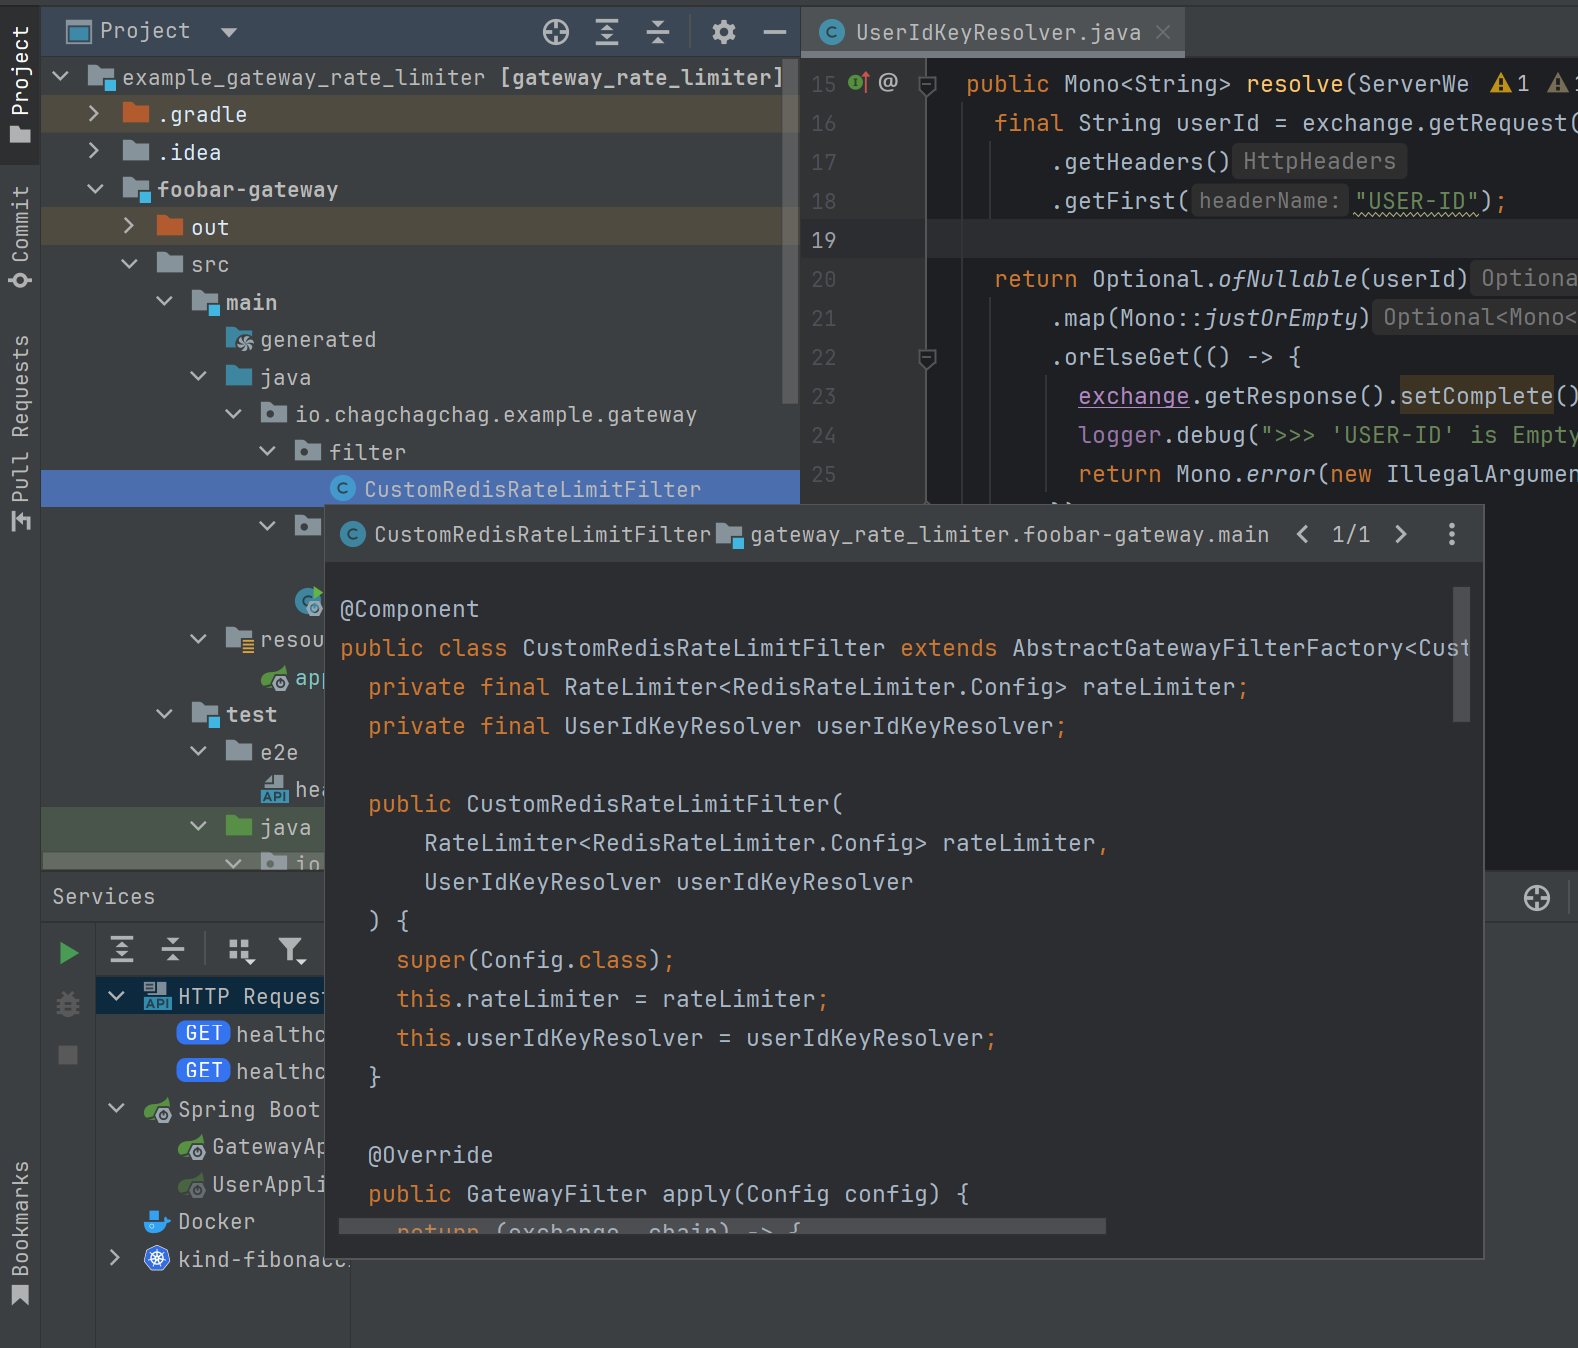 Project
Commit
Pull Requests
Bookmarks
Project
example_gateway_rate_limiter [gateway_rate_limiter]
.gradle
.idea
foobar-gateway
out
src
main
generated
java
io.chagchagchag.example.gateway
filter
CustomRedisRateLimitFilter
resou
app
test
e2e
API hea
java
io
UserIdKeyResolver.java
15 @ public Mono<String> resolve(ServerWe 1 1
16 final String userId = exchange.getRequest(
17 .getHeaders() HttpHeaders
18 .getFirst( headerName: "USER-ID");
19
20 return Optional.ofNullable(userId) Optiona
21 .map(Mono::justOrEmpty) Optional<Mono<
22 .orElseGet(() -> {
23 exchange.getResponse().setComplete()
24 logger.debug(">>> 'USER-ID' is Empty
25 return Mono.error(new IllegalArgumen
CustomRedisRateLimitFilter gateway_rate_limiter.foobar-gateway.main 1/1
@Component
public class CustomRedisRateLimitFilter extends AbstractGatewayFilterFactory<Cust
private final RateLimiter<RedisRateLimiter.Config> rateLimiter;
private final UserIdKeyResolver userIdKeyResolver;
public CustomRedisRateLimitFilter(
RateLimiter<RedisRateLimiter.Config> rateLimiter,
UserIdKeyResolver userIdKeyResolver
) {
super(Config.class);
this.rateLimiter = rateLimiter;
this.userIdKeyResolver = userIdKeyResolver;
}
@Override
public GatewayFilter apply(Config config) {
return (exchange, chain) -> {
Services
API HTTP Request
GET healthc
GET healthc
Spring Boot
GatewayAp
UserAppli
Docker
kind-fibonacci